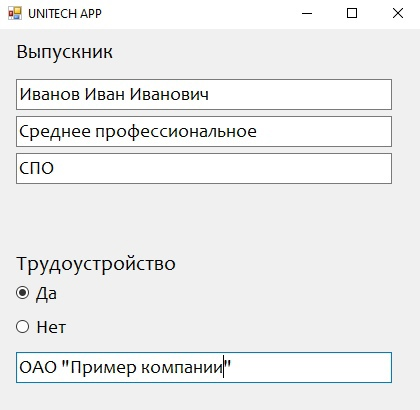 UNITECH APP
Выпускник
Иванов Иван Иванович
Среднее профессиональное
СПО
Трудоустройство
Да
Нет
ОАО "Пример компании"